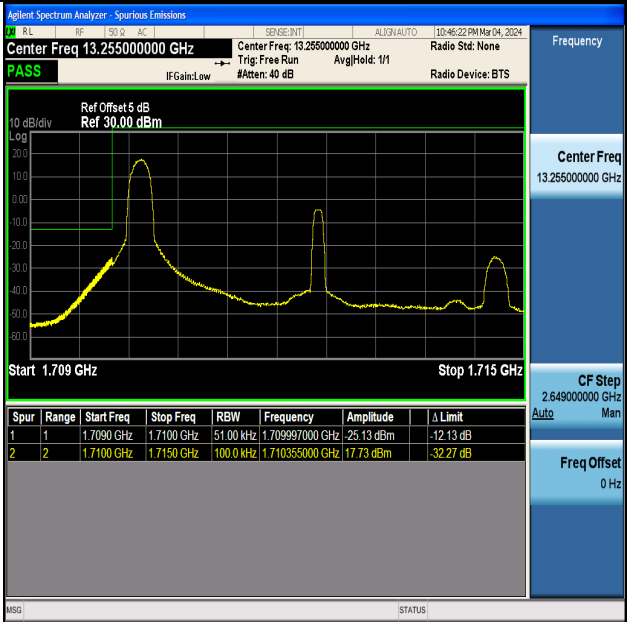 Agilent Spectrum Analyzer - Spurious Emissions
LXI RL RF 50 Ω AC SENSE:INT ALIGN AUTO 10:46:22 PM Mar 04, 2024
Center Freq 13.255000000 GHz Center Freq: 13.255000000 GHz Radio Std: None
Trig: Free Run Avg|Hold: 1/1
PASS IFGain:Low #Atten: 40 dB Radio Device: BTS
Ref Offset 5 dB
10 dB/div Ref 30.00 dBm
Log
20.0
10.0
0.00
-10.0
-20.0
-30.0
-40.0
-50.0
-60.0
Start 1.709 GHz Stop 1.715 GHz
Spur Range Start Freq Stop Freq RBW Frequency Amplitude Δ Limit
1 1 1.7090 GHz 1.7100 GHz 51.00 kHz 1.709997000 GHz -25.13 dBm -12.13 dB
2 2 1.7100 GHz 1.7150 GHz 100.0 kHz 1.710355000 GHz 17.73 dBm -32.27 dB
MSG STATUS
Frequency
Center Freq
13.255000000 GHz
CF Step
2.649000000 GHz
Auto Man
Freq Offset
0 Hz